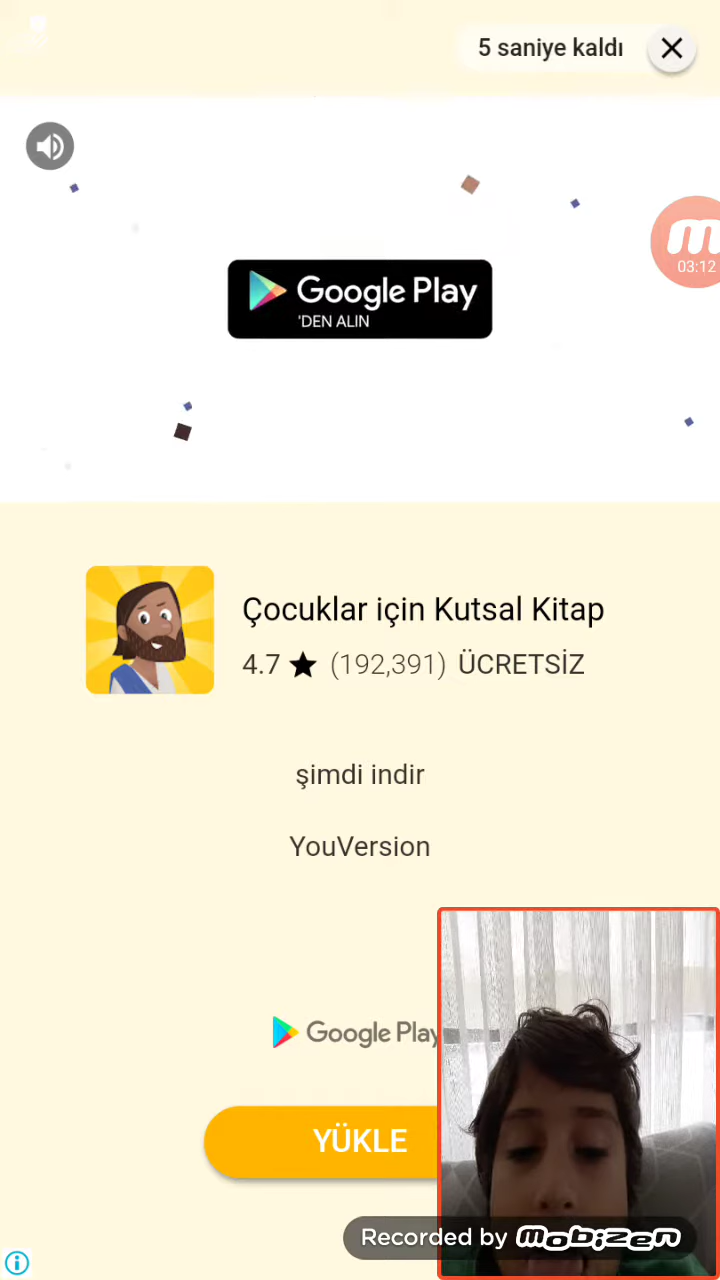 5 saniye kaldı
03:12
Google Play
'DEN ALIN
Çocuklar için Kutsal Kitap
4.7 ★ (192,391) ÜCRETSİZ
şimdi indir
YouVersion
Google Play
YÜKLE
Recorded by mobizen